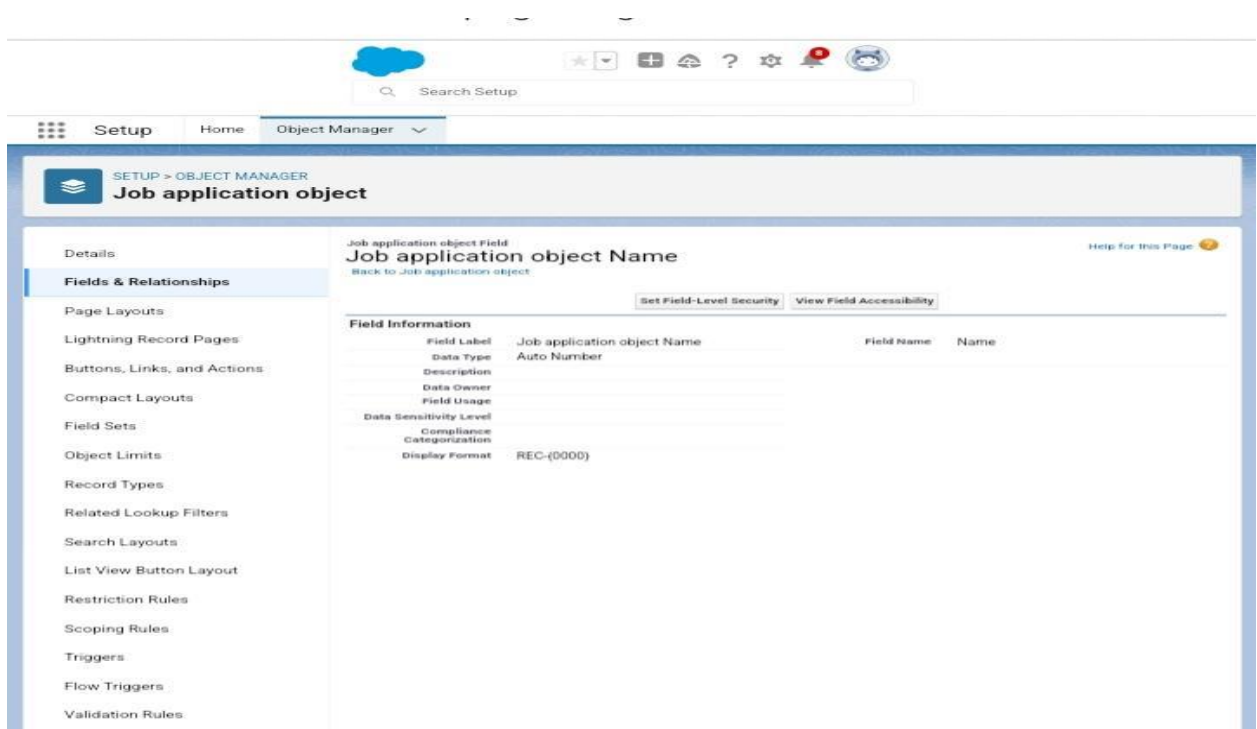 Search Setup
Setup Home Object Manager
SETUP > OBJECT MANAGER
Job application object
Details
Fields & Relationships
Page Layouts
Lightning Record Pages
Buttons, Links, and Actions
Compact Layouts
Field Sets
Object Limits
Record Types
Related Lookup Filters
Search Layouts
List View Button Layout
Restriction Rules
Scoping Rules
Triggers
Flow Triggers
Validation Rules
Job application object Field
Job application object Name
Back to Job application object
Help for this Page
Set Field-Level Security View Field Accessibility
Field Information
Field Label Job application object Name Field Name Name
Data Type Auto Number
Description
Data Owner
Field Usage
Data Sensitivity Level
Compliance
Categorization
Display Format REC-{0000}